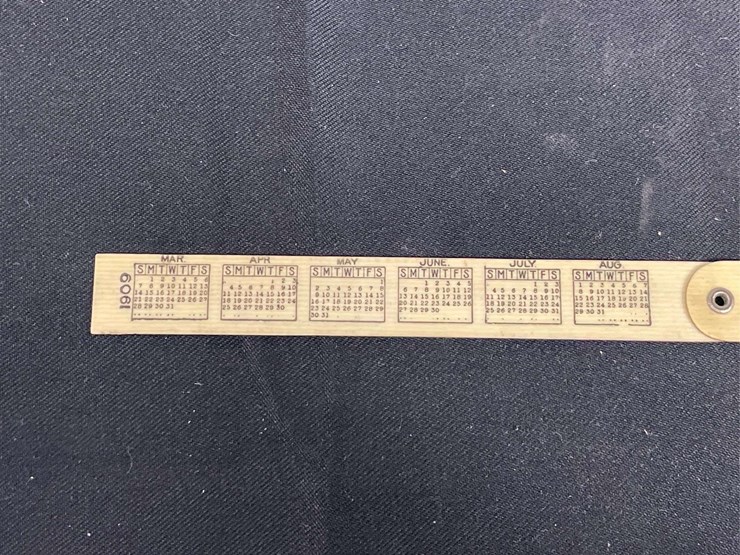 1909
MAR.
S M T W T F S
1 2 3 4 5 6
7 8 9 10 11 12 13
14 15 16 17 18 19 20
21 22 23 24 25 26 27
28 29 30 31
APR
S M T W T F S
1 2 3
4 5 6 7 8 9 10
11 12 13 14 15 16 17
18 19 20 21 22 23 24
25 26 27 28 29 30
MAY
S M T W T F S
1
2 3 4 5 6 7 8
9 10 11 12 13 14 15
16 17 18 19 20 21 22
23 24 25 26 27 28 29
30 31
JUNE.
S M T W T F S
1 2 3 4 5
6 7 8 9 10 11 12
13 14 15 16 17 18 19
20 21 22 23 24 25 26
27 28 29 30
JULY.
S M T W T F S
1 2 3
4 5 6 7 8 9 10
11 12 13 14 15 16 17
18 19 20 21 22 23 24
25 26 27 28 29 30 31
AUG.
S M T W T F S
1 2 3 4 5 6 7
8 9 10 11 12 13 14
15 16 17 18 19 20 21
22 23 24 25 26 27 28
29 30 31